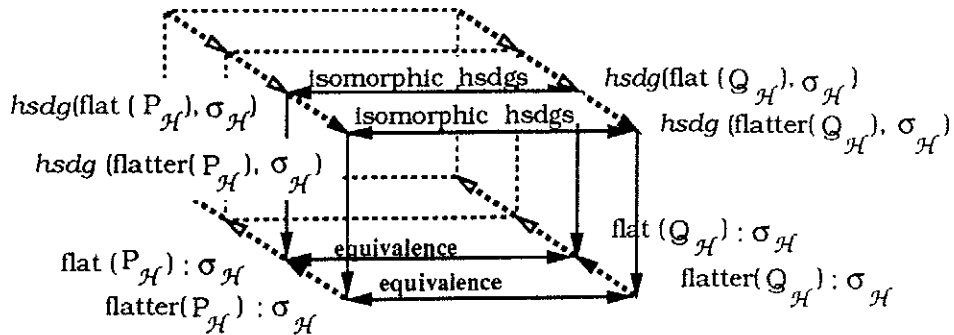 isomorphic hsdgs
hsdg(flat (Q_ℋ), σ_ℋ)
hsdg(flat ( P_ℋ), σ_ℋ)
isomorphic hsdgs
hsdg (flatter( Q_ℋ), σ_ℋ)
hsdg (flatter( P_ℋ), σ_ℋ)
flat (Q_ℋ) : σ_ℋ
equivalence
flat (P_ℋ) : σ_ℋ
flatter(Q_ℋ) : σ_ℋ
equivalence
flatter(P_ℋ) : σ_ℋ